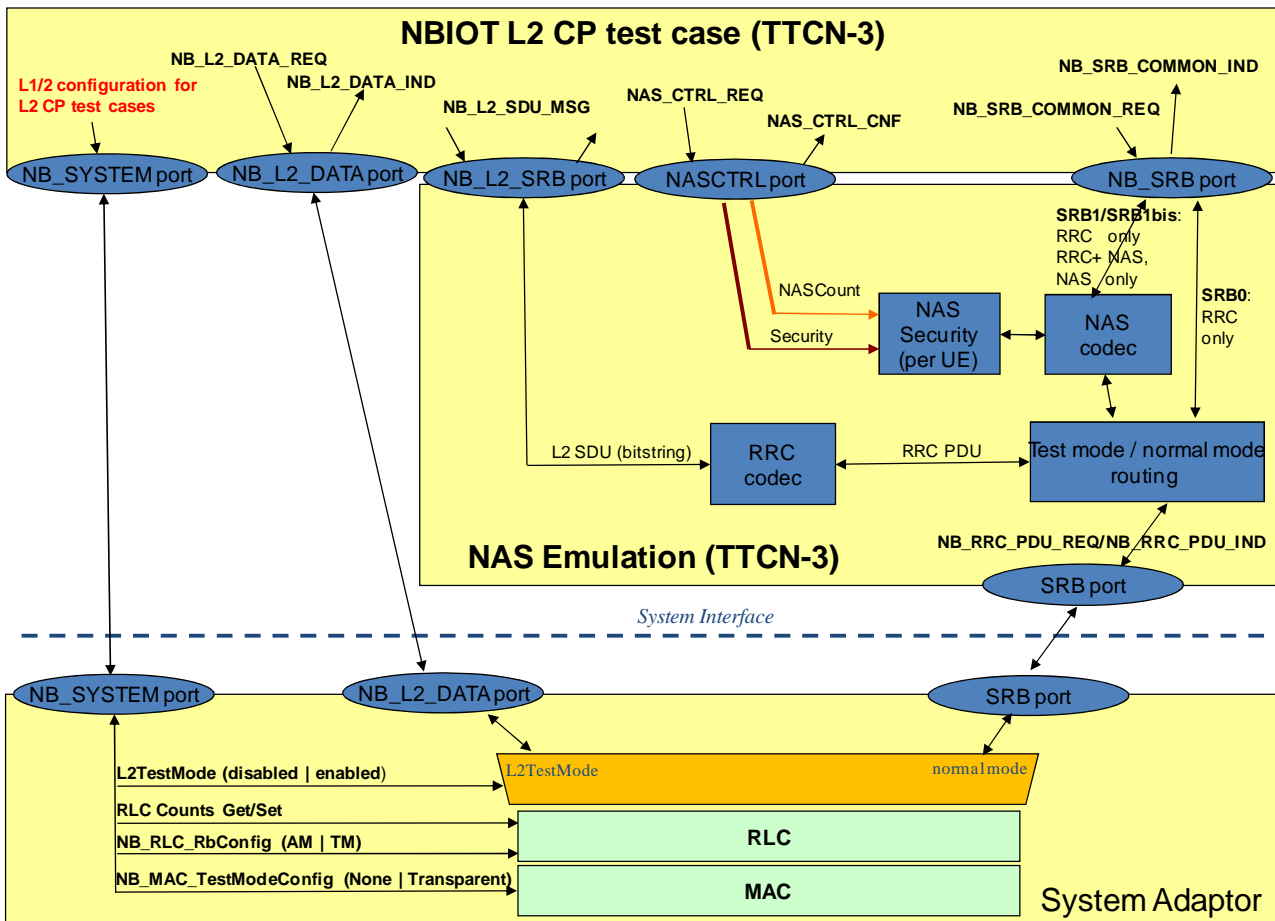 NBIOT L2 CP test case (TTCN-3)
NB_L2_DATA_REQ
NB_L2_DATA_IND
L1/2 configuration for
L2 CP test cases
NB_L2_SDU_MSG
NAS_CTRL_REQ
NAS_CTRL_CNF
NB_SRB_COMMON_IND
NB_SRB_COMMON_REQ
NB_SYSTEM port
NB_L2_DATA port
NB_L2_SRB port
NASCTRL port
NB_SRB port
SRB1/SRB1bis:
RRC only
RRC+ NAS,
NAS only
SRB0:
RRC
only
NASCount
Security
NAS
Security
(per UE)
NAS
codec
L2 SDU (bitstring)
RRC
codec
RRC PDU
Test mode / normal mode
routing
NB_RRC_PDU_REQ/NB_RRC_PDU_IND
NAS Emulation (TTCN-3)
SRB port
System Interface
NB_SYSTEM port
NB_L2_DATA port
SRB port
L2TestMode (disabled | enabled)
L2TestMode
normal mode
RLC Counts Get/Set
RLC
NB_RLC_RbConfig (AM | TM)
NB_MAC_TestModeConfig (None | Transparent)
MAC
System Adaptor